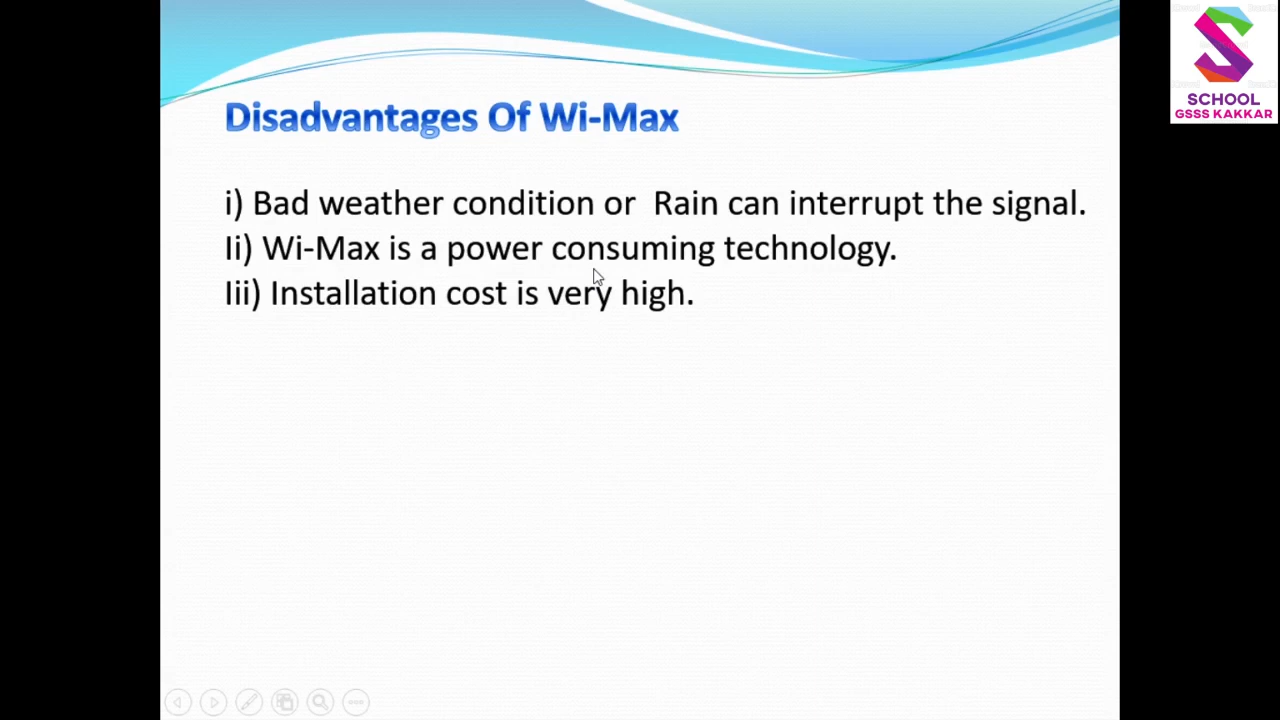 Disadvantages Of Wi-Max
i) Bad weather condition or  Rain can interrupt the signal.
Ii) Wi-Max is a power consuming technology.
Iii) Installation cost is very high.
SCHOOL
GSSS KAKKAR